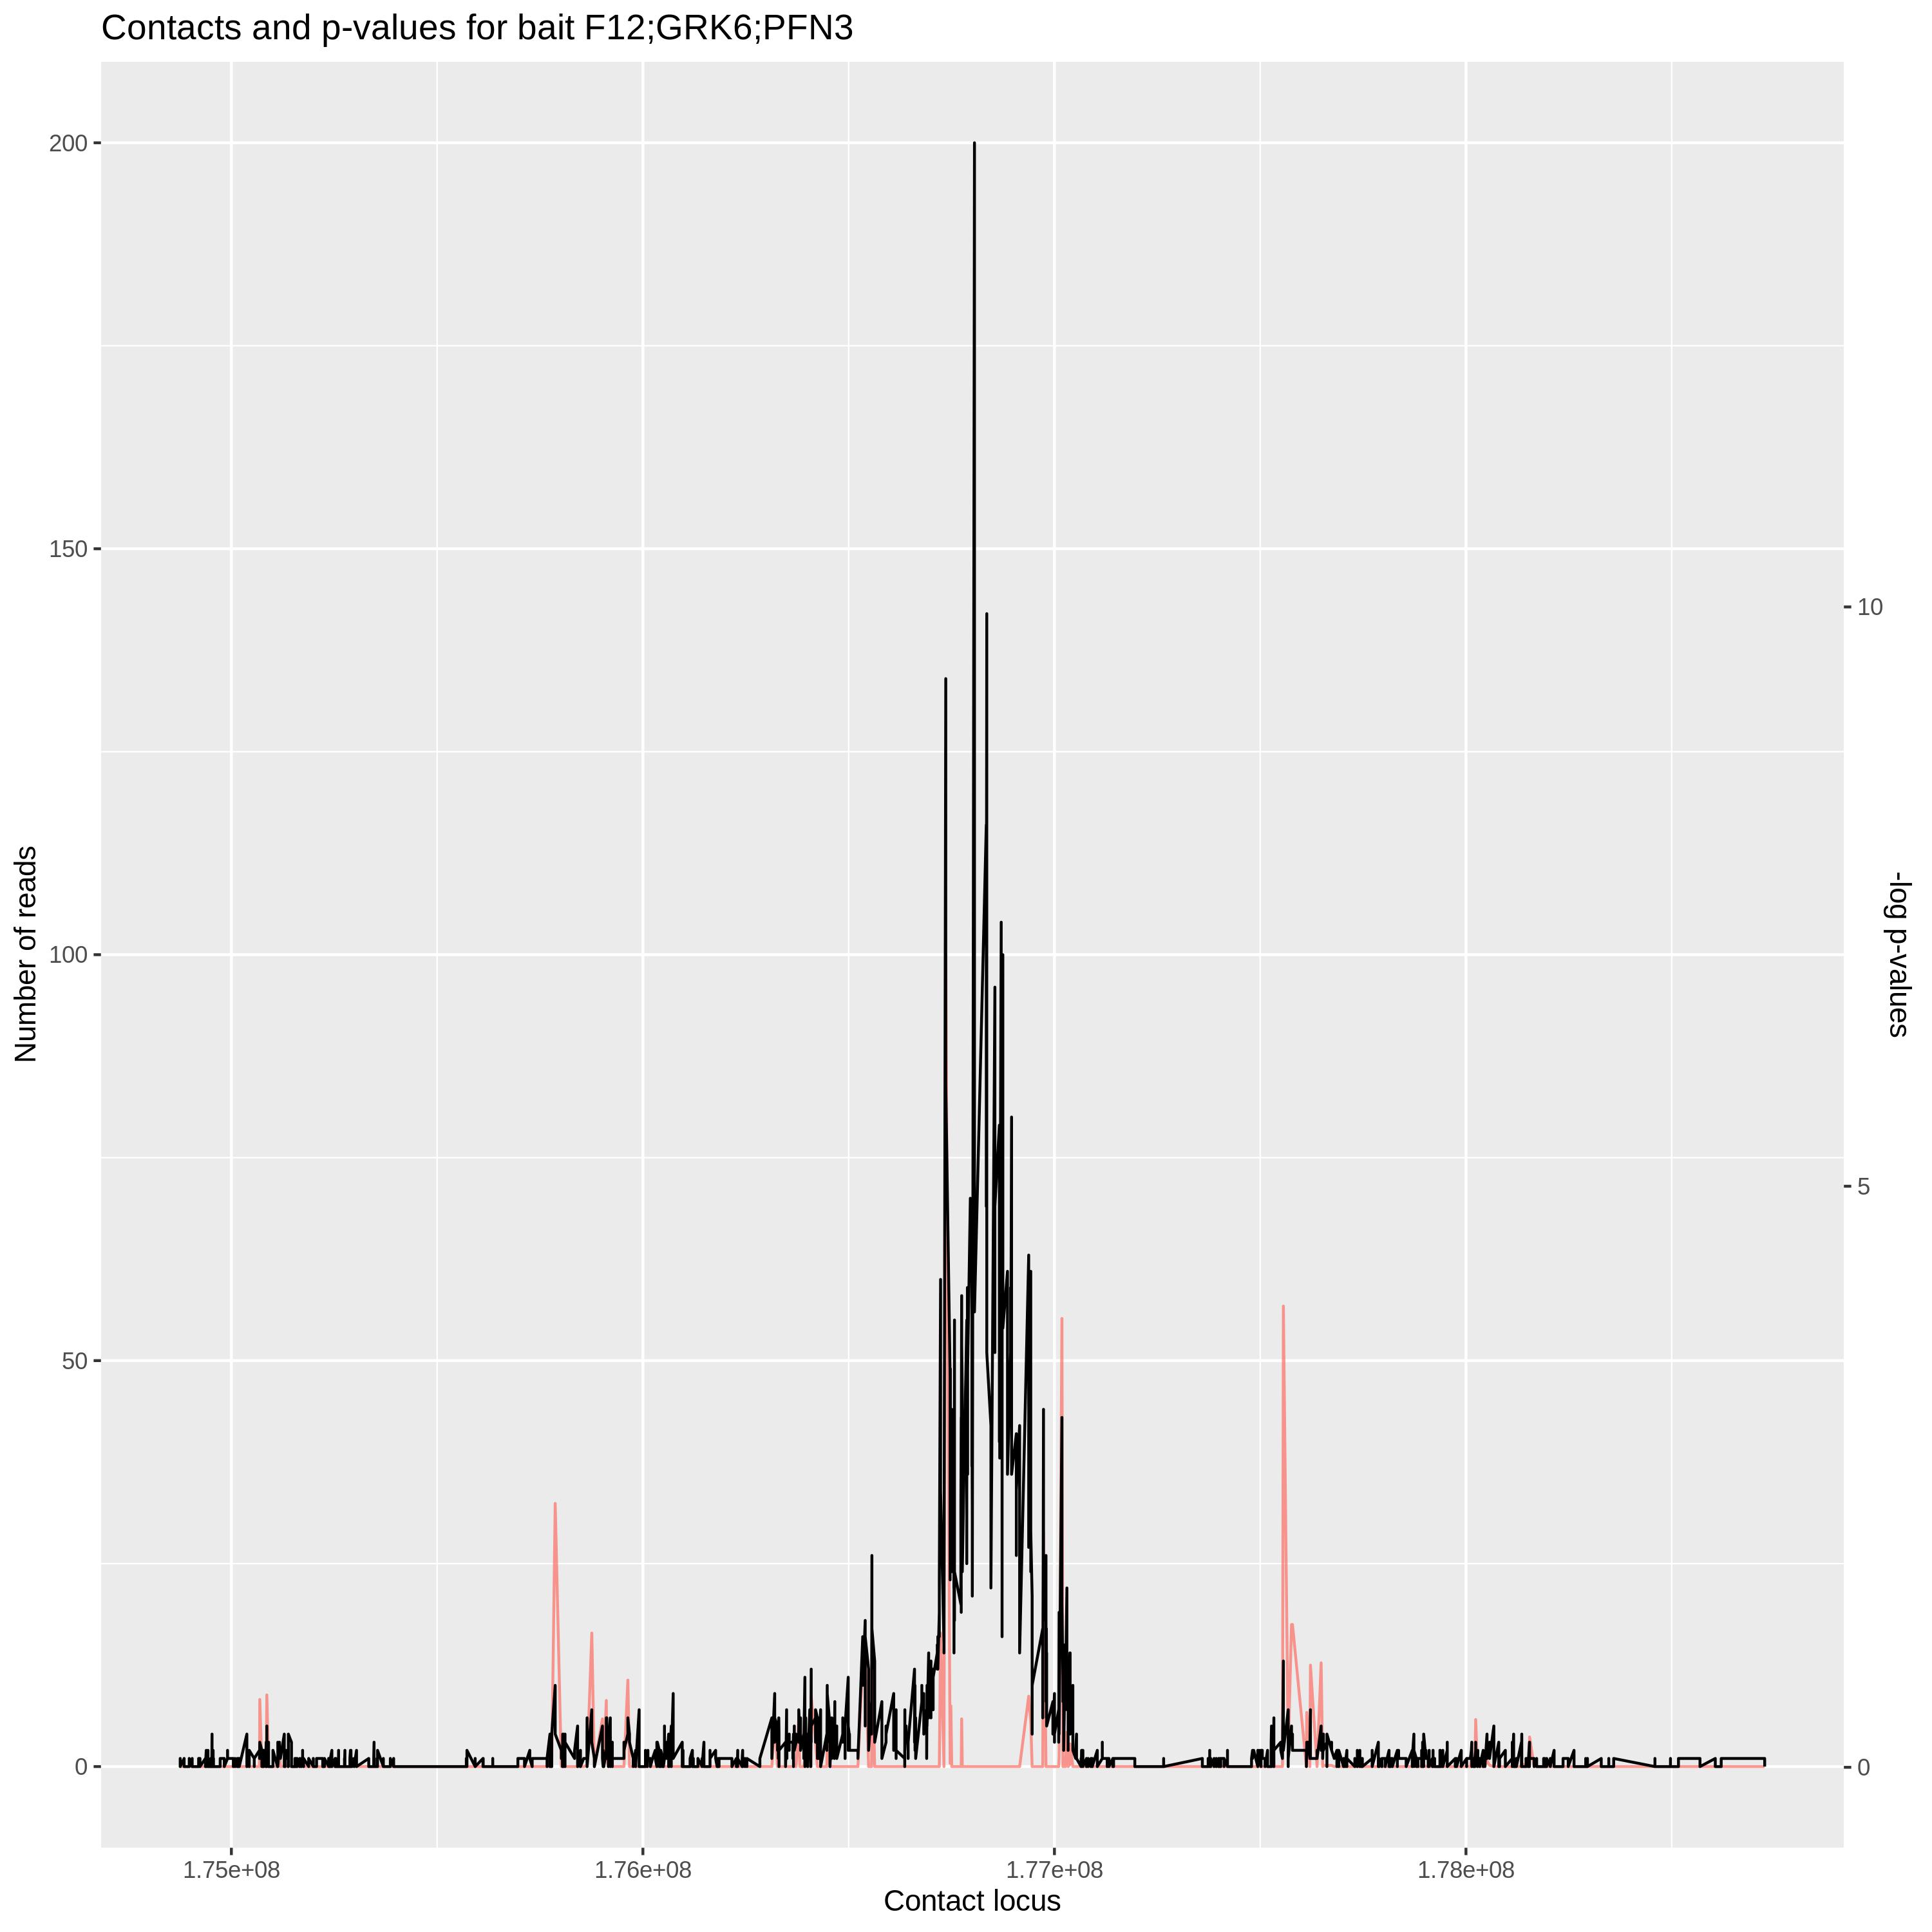 Contacts and p-values for bait F12;GRK6;PFN3
200
150
100
50
0
Number of reads
10
5
0
-log p-values
1.75e+08
1.76e+08
1.77e+08
1.78e+08
Contact locus